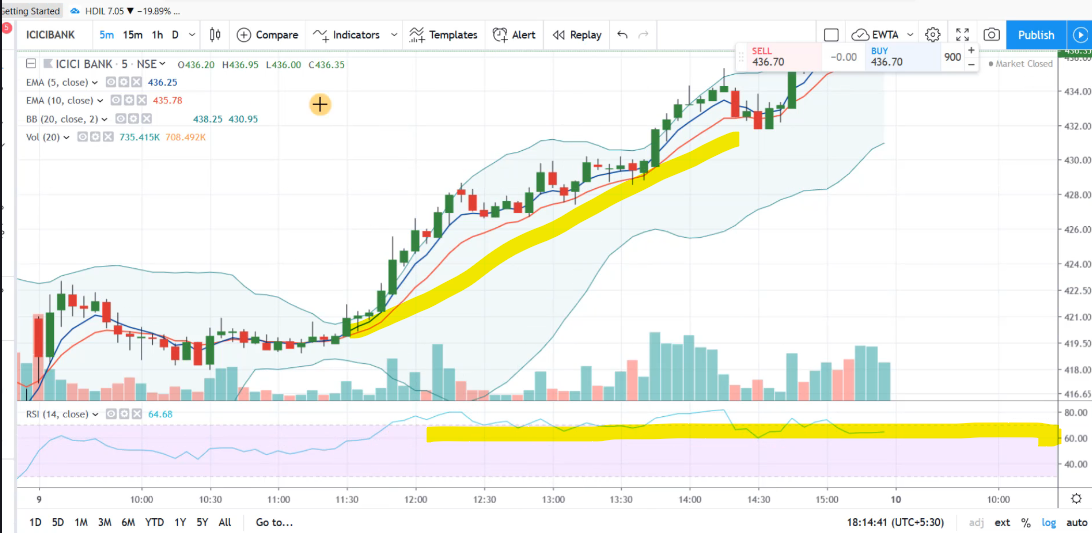 Getting Started HDIL 7.05 ▼ −19.89% ...
5
ICICIBANK 5m 15m 1h D Compare Indicators Templates Alert Replay EWTA Publish
ICICI BANK · 5 · NSE O436.20 H436.95 L436.00 C436.35
SELL 436.70 −0.00 BUY 436.70 900 + −
Market Closed
EMA (5, close) 436.25
EMA (10, close) 435.78
BB (20, close, 2) 438.25 430.95
Vol (20) 735.415K 708.492K
436.00
434.00
432.00
430.00
428.00
426.00
424.00
422.50
421.00
419.50
418.00
416.65
RSI (14, close) 64.68
80.00
60.00
40.00
9 10:00 10:30 11:00 11:30 12:00 12:30 13:00 13:30 14:00 14:30 15:00 10 10:00
1D 5D 1M 3M 6M YTD 1Y 5Y All Go to... 18:14:41 (UTC+5:30) adj ext % log auto